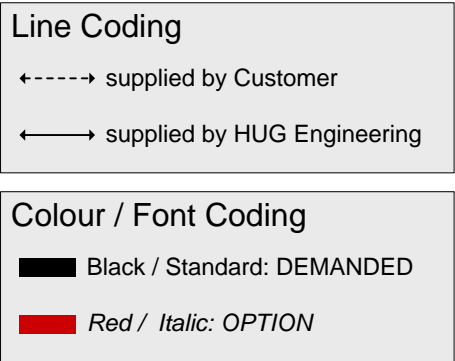 Line Coding
supplied by Customer
supplied by HUG Engineering
Colour / Font Coding
Black / Standard: DEMANDED
Red / Italic: OPTION